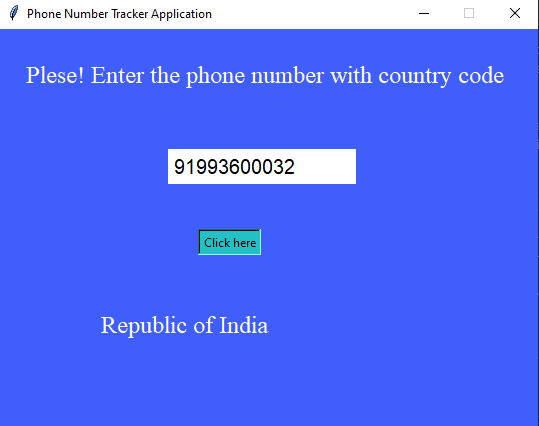 Phone Number Tracker Application
Plese! Enter the phone number with country code
91993600032
Click here
Republic of India